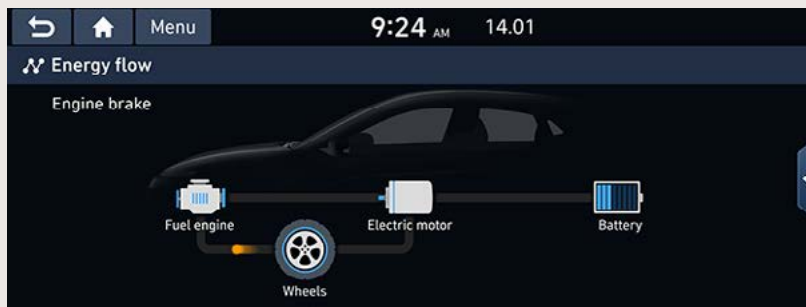 Menu 9:24 AM 14.01
Energy flow
Engine brake
Fuel engine Electric motor Battery
Wheels